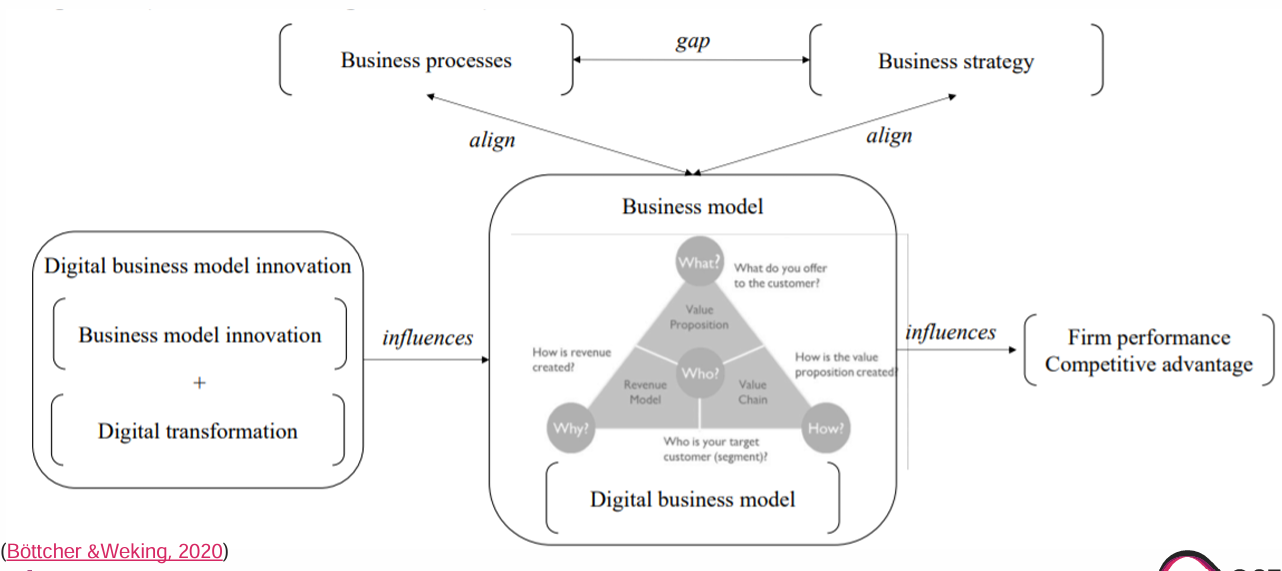 Business processes
gap
Business strategy
align
align
Business model
Digital business model innovation
Business model innovation
+
Digital transformation
influences
What?
What do you offer
to the customer?
Value
Proposition
How is revenue
created?
Who?
How is the value
proposition created?
Revenue
Model
Value
Chain
Why?
How?
Who is your target
customer (segment)?
Digital business model
influences
Firm performance
Competitive advantage
(Böttcher &Weking, 2020)